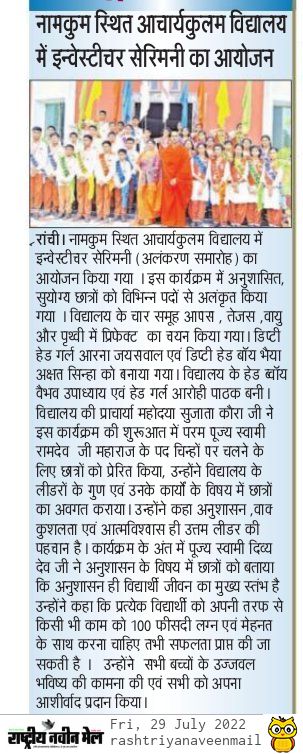 नामकुम स्थित आचार्यकुलम विद्यालय
में इन्वेस्टीचर सेरिमनी का आयोजन
रांची। नामकुम स्थित आचार्यकुलम विद्यालय में
इन्वेस्टीचर सेरिमनी (अलंकरण समारोह) का
आयोजन किया गया । इस कार्यक्रम में अनुशासित,
सुयोग्य छात्रों को विभिन्न पदों से अलंकृत किया
गया । विद्यालय के चार समूह आपस , तेजस ,वायु
और पृथ्वी में प्रिफेक्ट का चयन किया गया। डिप्टी
हेड गर्ल आरना जयसवाल एवं डिप्टी हेड बॉय भैया
अक्षत सिन्हा को बनाया गया। विद्यालय के हेड ब्वॉय
वैभव उपाध्याय एवं हेड गर्ल आरोही पाठक बनी।
विद्यालय की प्राचार्या महोदया सुजाता कौरा जी ने
इस कार्यक्रम की शुरूआत में परम पूज्य स्वामी
रामदेव जी महाराज के पद चिन्हों पर चलने के
लिए छात्रों को प्रेरित किया, उन्होंने विद्यालय के
लीडरों के गुण एवं उनके कार्यों के विषय में छात्रों
का अवगत कराया। उन्होंने कहा अनुशासन ,वाक
कुशलता एवं आत्मविश्वास ही उत्तम लीडर की
पहचान है। कार्यक्रम के अंत में पूज्य स्वामी दिव्य
देव जी ने अनुशासन के विषय में छात्रों को बताया
कि अनुशासन ही विद्यार्थी जीवन का मुख्य स्तंभ है
उन्होंने कहा कि प्रत्येक विद्यार्थी को अपनी तरफ से
किसी भी काम को 100 फीसदी लग्न एवं मेहनत
के साथ करना चाहिए तभी सफलता प्राप्त की जा
सकती है । उन्होंने सभी बच्चों के उज्जवल
भविष्य की कामना की एवं सभी को अपना
आशीर्वाद प्रदान किया।
राष्ट्रीय नवीन मेल
Fri, 29 July 2022
rashtriyanaveenmail